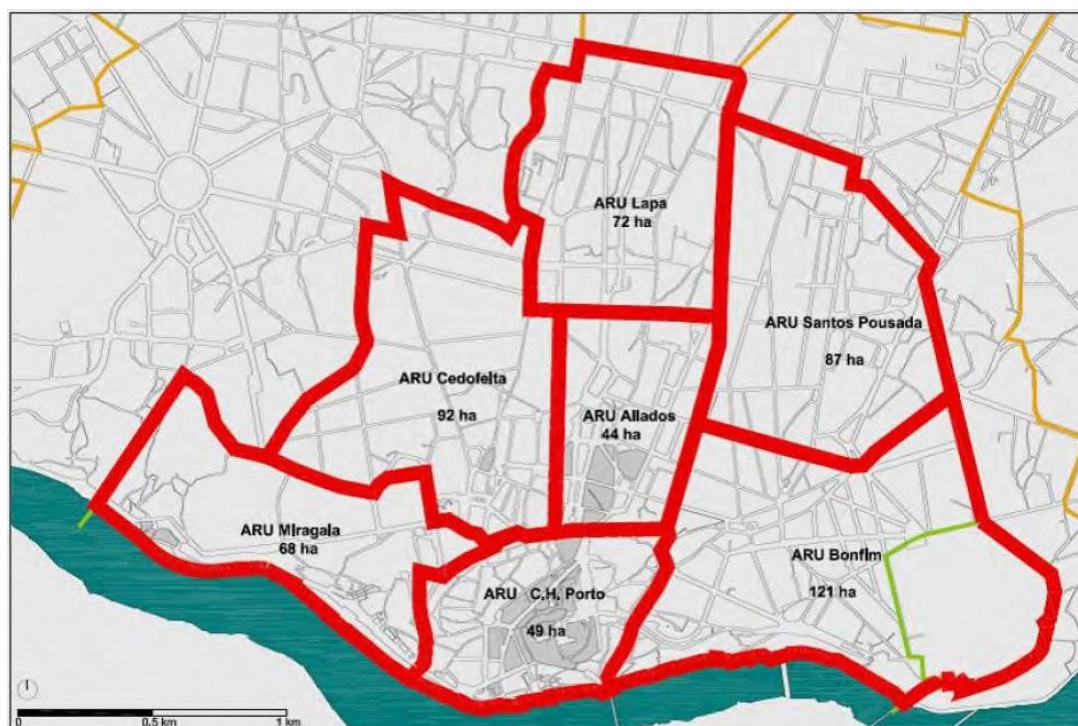 ARU Lapa
72 ha
ARU Santos Pousada
87 ha
ARU Cedofeita
92 ha
ARU Aliados
44 ha
ARU Miragaia
68 ha
ARU Bonfim
121 ha
ARU C.H. Porto
49 ha
0 0.5 km 1 km